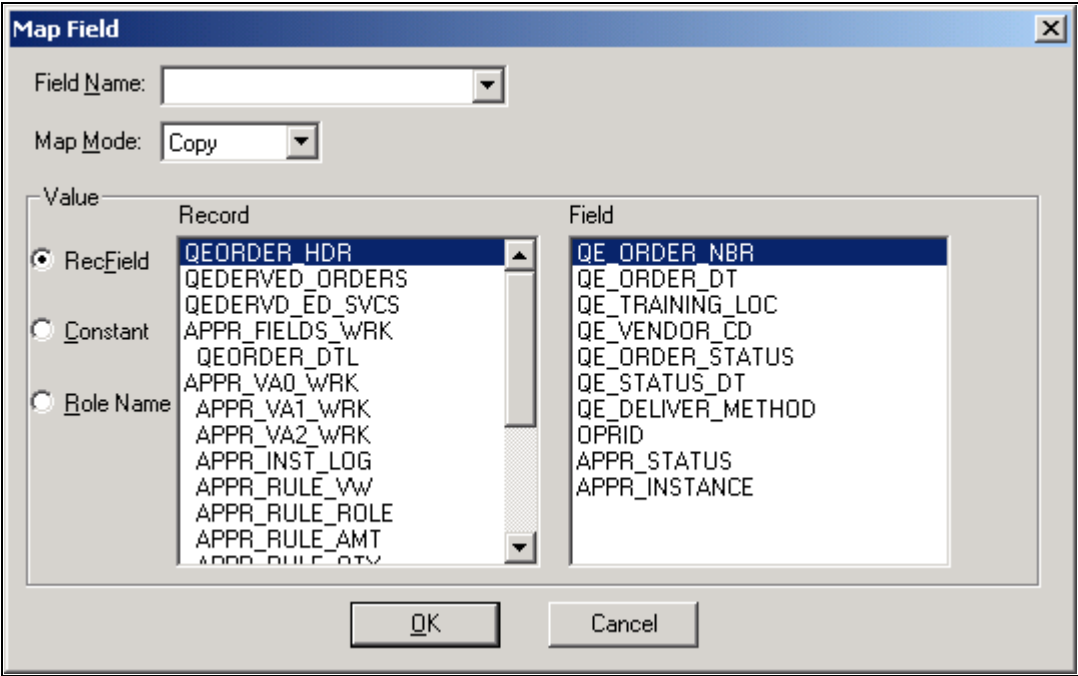 Map Field
Field Name:
Map Mode: Copy
Value
Record
Field
RecField
Constant
Role Name
QEORDER_HDR
QEDERVED_ORDERS
QEDERVD_ED_SVCS
APPR_FIELDS_WRK
QEORDER_DTL
APPR_VA0_WRK
APPR_VA1_WRK
APPR_VA2_WRK
APPR_INST_LOG
APPR_RULE_VW
APPR_RULE_ROLE
APPR_RULE_AMT
APPR_RULE_QTY
QE_ORDER_NBR
QE_ORDER_DT
QE_TRAINING_LOC
QE_VENDOR_CD
QE_ORDER_STATUS
QE_STATUS_DT
QE_DELIVER_METHOD
OPRID
APPR_STATUS
APPR_INSTANCE
OK
Cancel